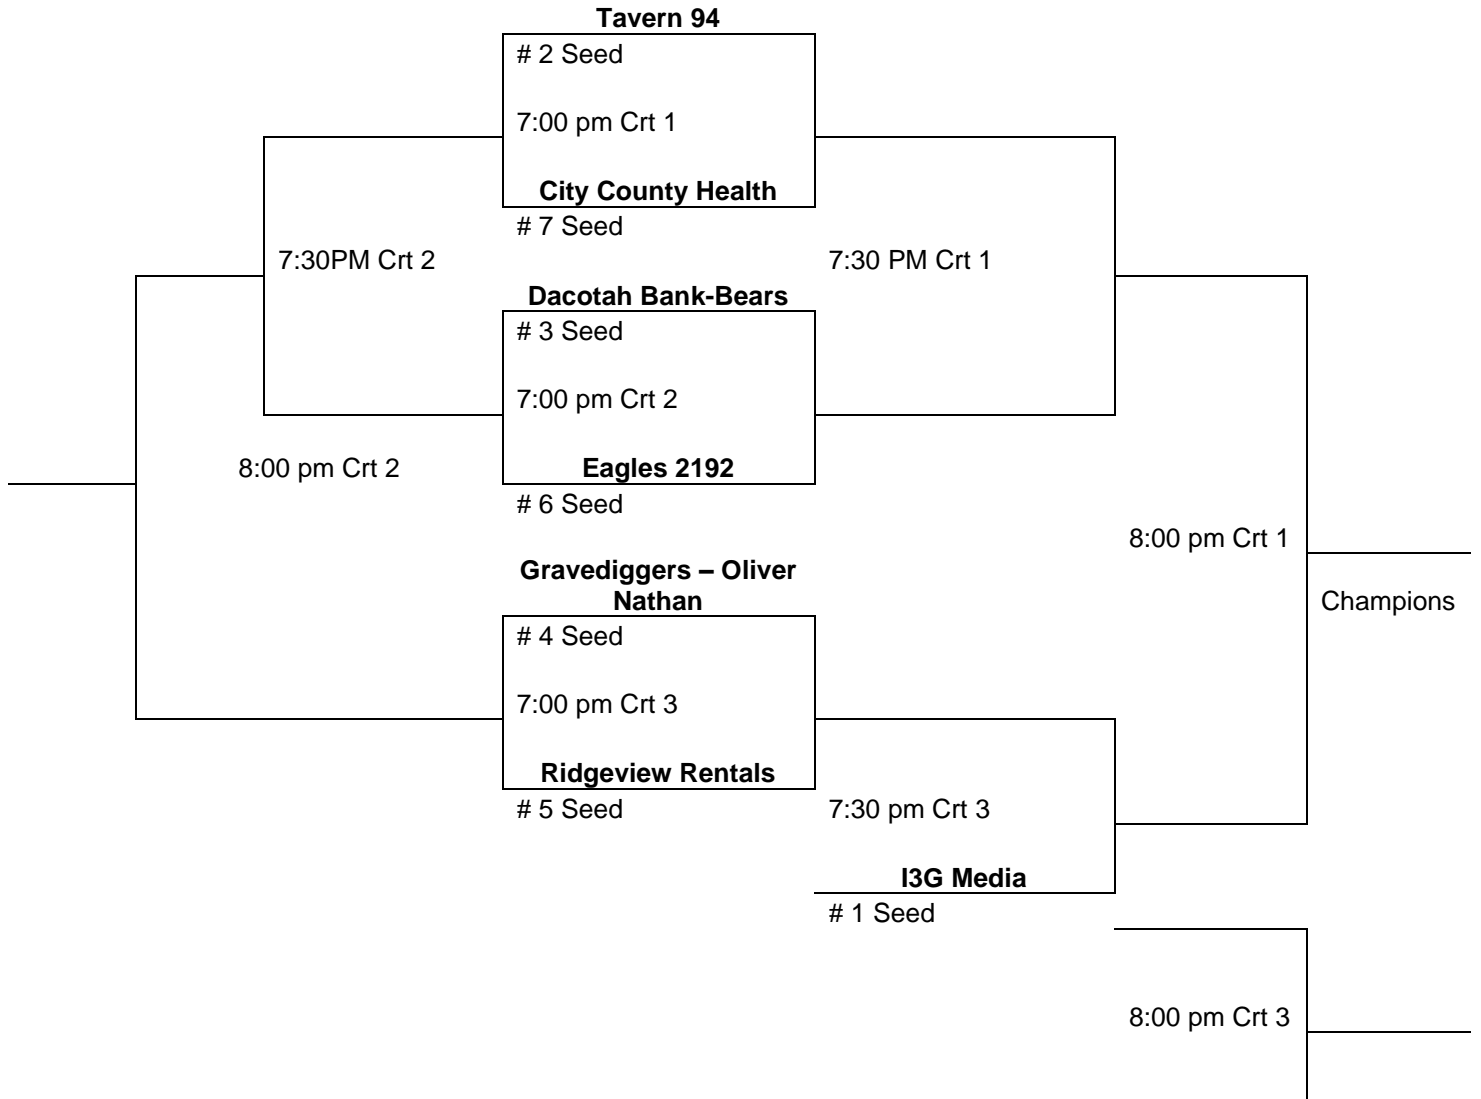 Tavern 94
# 2 Seed
7:00 pm Crt 1
City County Health
# 7 Seed
7:30PM Crt 2
7:30 PM Crt 1
Dacotah Bank-Bears
# 3 Seed
7:00 pm Crt 2
8:00 pm Crt 2
Eagles 2192
# 6 Seed
8:00 pm Crt 1
Gravediggers – Oliver
Nathan
Champions
# 4 Seed
7:00 pm Crt 3
Ridgeview Rentals
# 5 Seed
7:30 pm Crt 3
I3G Media
# 1 Seed
8:00 pm Crt 3